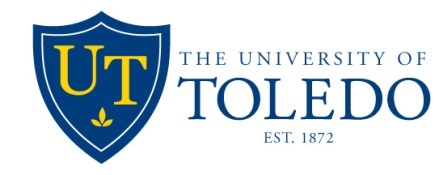 UT
THE UNIVERSITY OF
TOLEDO
EST. 1872